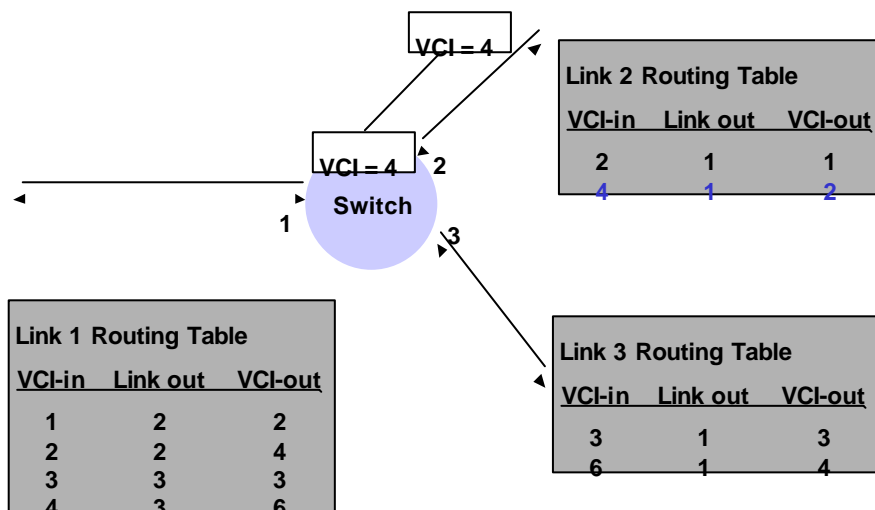 VCI = 4
VCI = 4
2
Switch
1
3
Link 2 Routing Table
VCI-in Link out VCI-out
2 1 1
4 1 2
Link 1 Routing Table
VCI-in Link out VCI-out
1 2 2
2 2 4
3 3 3
4 3 6
Link 3 Routing Table
VCI-in Link out VCI-out
3 1 3
6 1 4